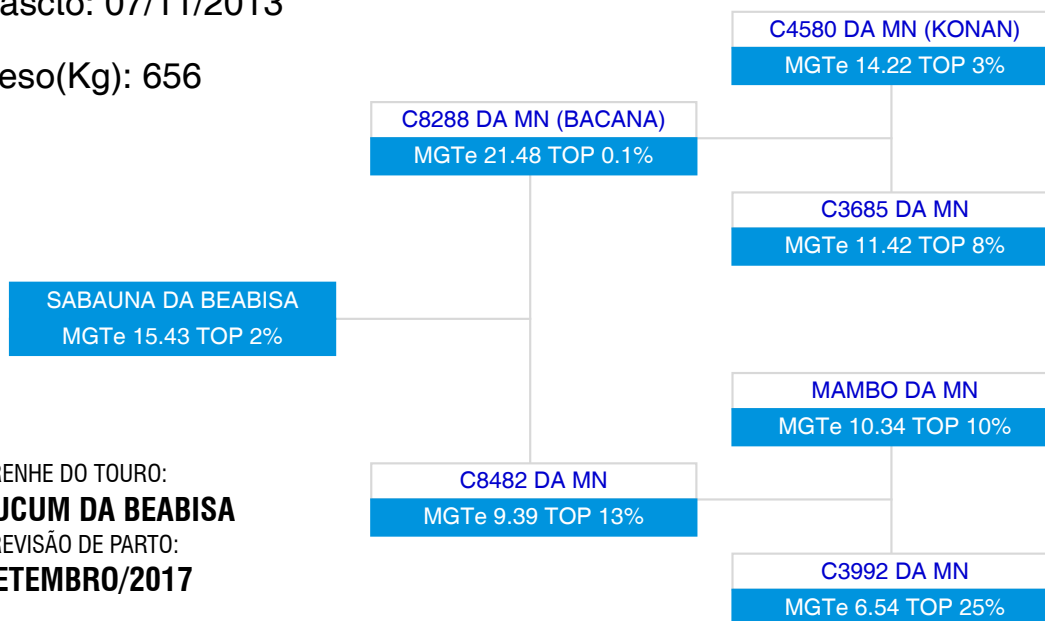 ascto: 07/11/2013
eso(Kg): 656
C4580 DA MN (KONAN)
MGTe 14.22 TOP 3%
C8288 DA MN (BACANA)
MGTe 21.48 TOP 0.1%
C3685 DA MN
MGTe 11.42 TOP 8%
SABAUNA DA BEABISA
MGTe 15.43 TOP 2%
MAMBO DA MN
MGTe 10.34 TOP 10%
C8482 DA MN
MGTe 9.39 TOP 13%
C3992 DA MN
MGTe 6.54 TOP 25%
RENHE DO TOURO:
UCUM DA BEABISA
REVISÃO DE PARTO:
ETEMBRO/2017